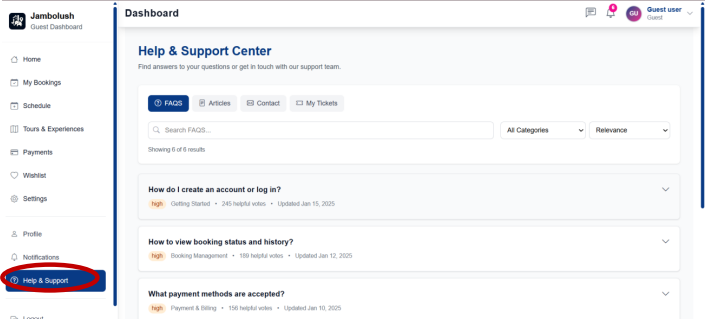 Jambolush
Guest Dashboard
Home
My Bookings
Schedule
Tours & Experiences
Payments
Wishlist
Settings
Profile
Notifications
Help & Support
Logout
Dashboard
GU
Guest user
Guest
Help & Support Center
Find answers to your questions or get in touch with our support team.
FAQS
Articles
Contact
My Tickets
Search FAQS...
All Categories
Relevance
Showing 6 of 6 results
How do I create an account or log in?
high Getting Started • 245 helpful votes • Updated Jan 15, 2025
How to view booking status and history?
high Booking Management • 189 helpful votes • Updated Jan 12, 2025
What payment methods are accepted?
high Payment & Billing • 156 helpful votes • Updated Jan 10, 2025